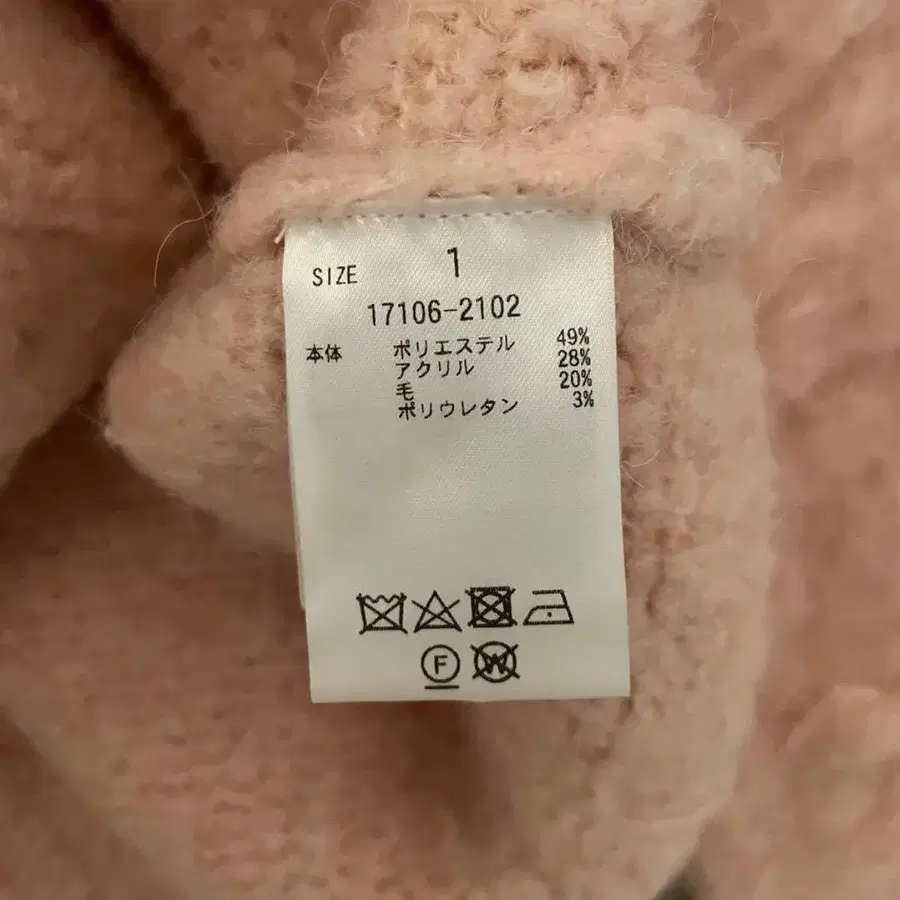 SIZE 1
17106-2102
本体 ポリエステル 49%
アクリル 28%
毛 20%
ポリウレタン 3%
F W